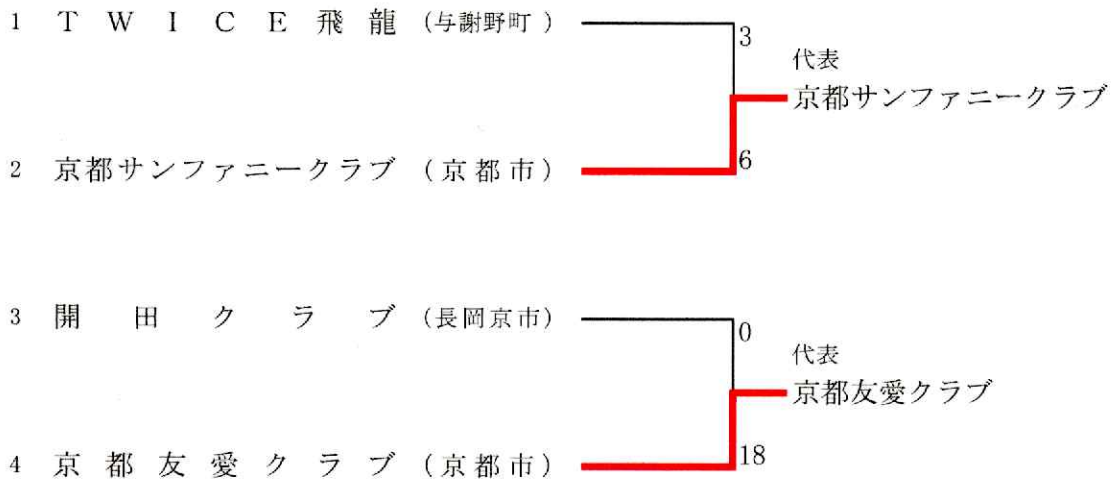 1 TWICE飛龍 (与謝野町)
3
代表
京都サンファニークラブ
2 京都サンファニークラブ (京都市)
6
3 開田クラブ (長岡京市)
0
代表
京都友愛クラブ
4 京都友愛クラブ (京都市)
18